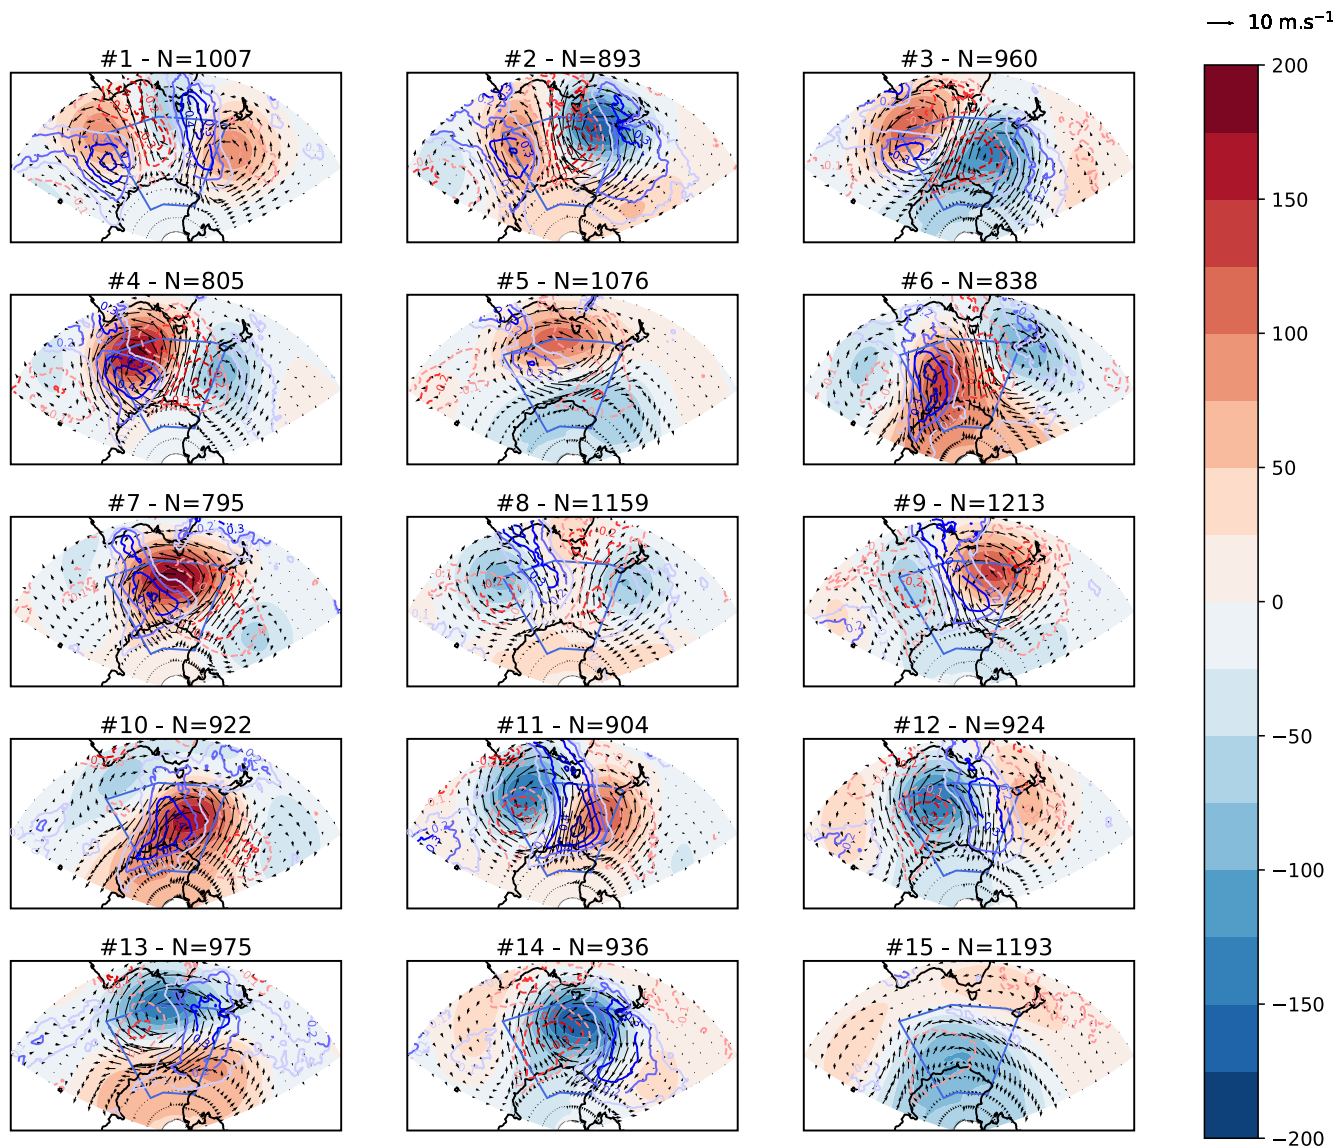 10 m.s⁻¹
#1 - N=1007
#2 - N=893
#3 - N=960
#4 - N=805
#5 - N=1076
#6 - N=838
#7 - N=795
#8 - N=1159
#9 - N=1213
#10 - N=922
#11 - N=904
#12 - N=924
#13 - N=975
#14 - N=936
#15 - N=1193
200
150
100
50
0
−50
−100
−150
−200